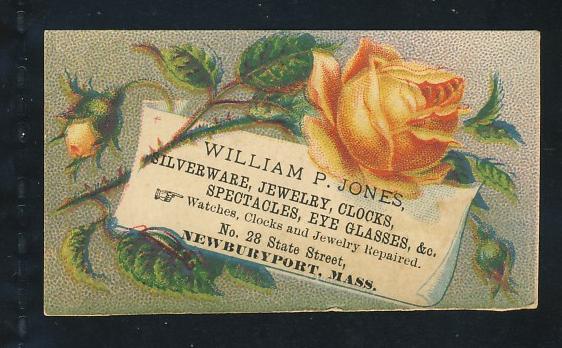 WILLIAM P. JONES,
SILVERWARE, JEWELRY, CLOCKS,
SPECTACLES, EYE GLASSES, &c.
Watches, Clocks and Jewelry Repaired.
No. 28 State Street,
NEWBURYPORT, MASS.